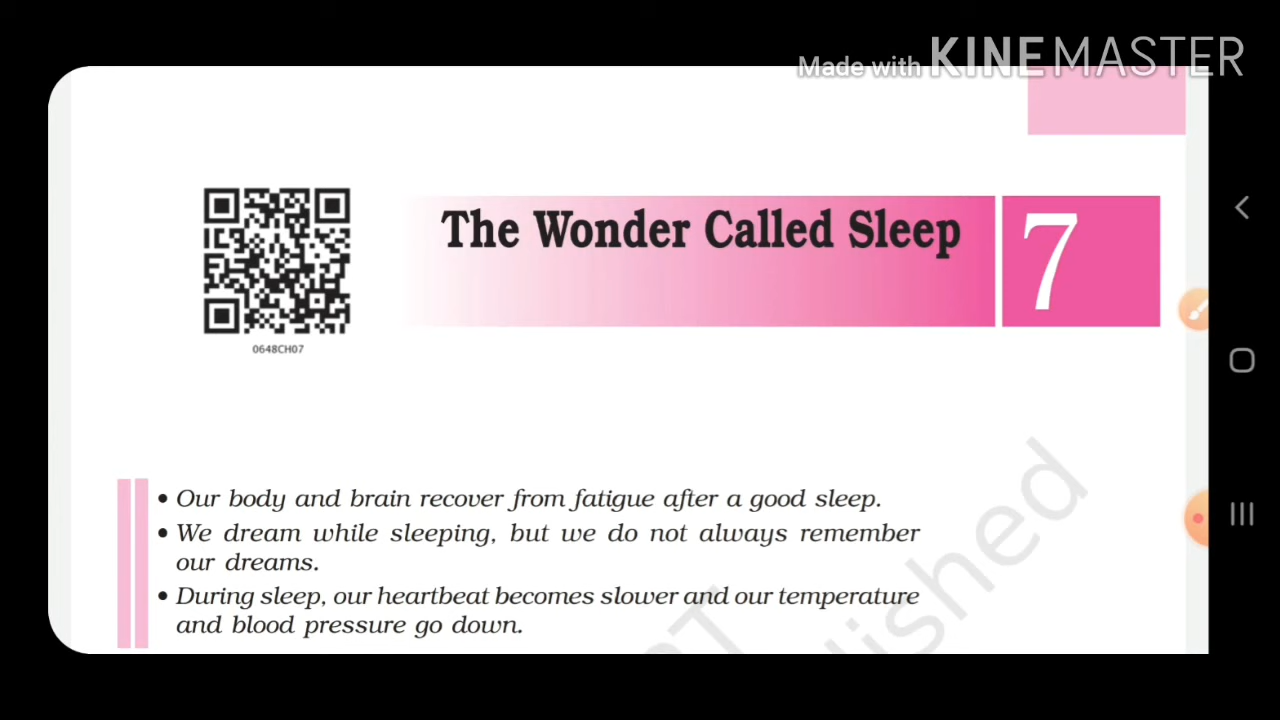 Made with KINEMASTER
The Wonder Called Sleep
7
0648CH07
• Our body and brain recover from fatigue after a good sleep.
• We dream while sleeping, but we do not always remember
our dreams.
• During sleep, our heartbeat becomes slower and our temperature
and blood pressure go down.